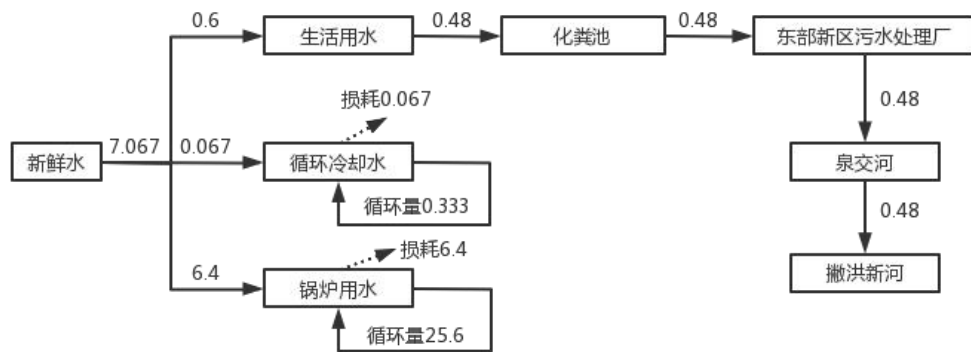 0.6
生活用水
0.48
化粪池
0.48
东部新区污水处理厂
0.48
损耗0.067
新鲜水
7.067
0.067
循环冷却水
泉交河
循环量0.333
0.48
损耗6.4
6.4
锅炉用水
撇洪新河
循环量25.6